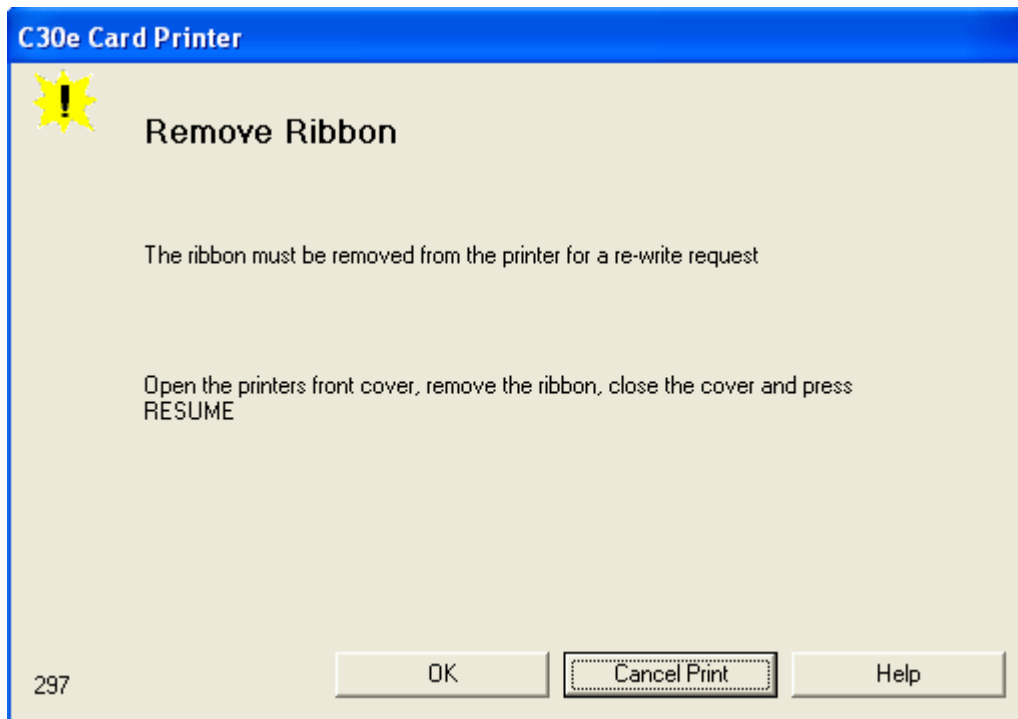 C30e Card Printer
!
Remove Ribbon
The ribbon must be removed from the printer for a re-write request
Open the printers front cover, remove the ribbon, close the cover and press
RESUME
297
OK
Cancel Print
Help